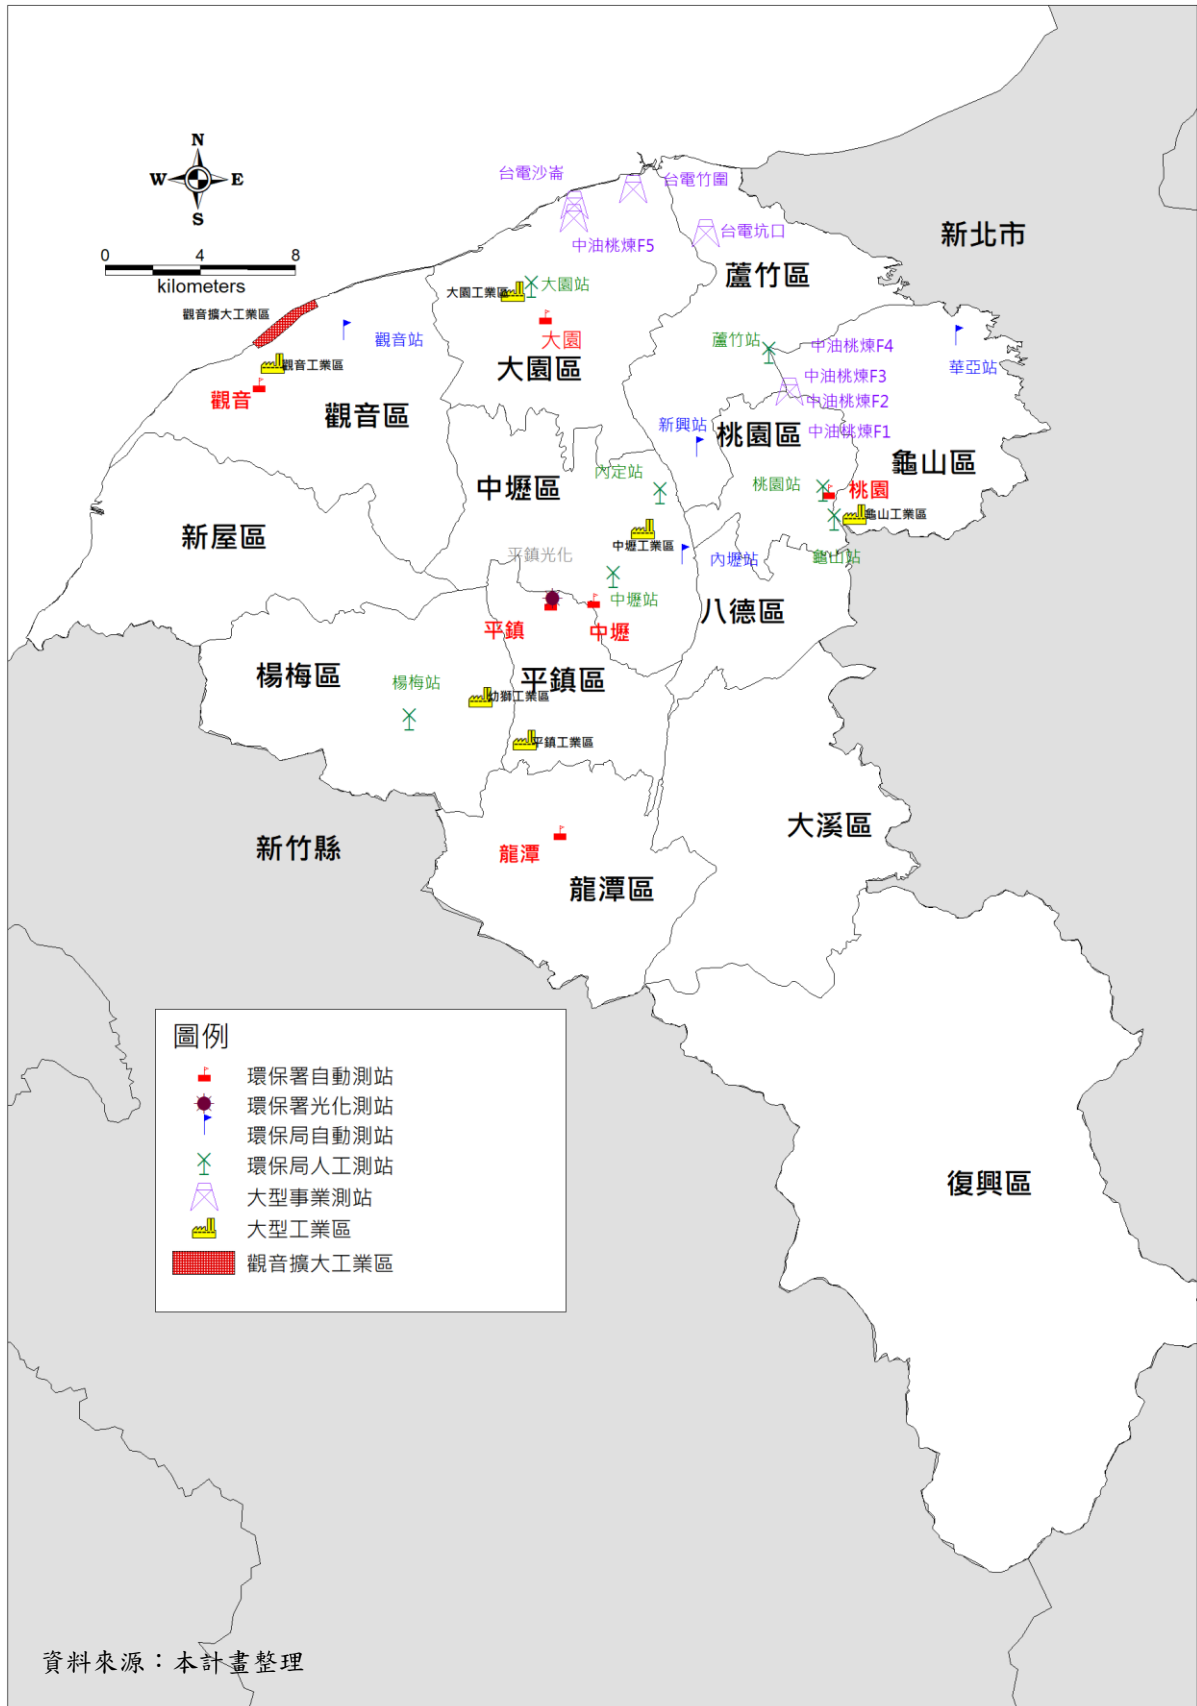 N
W
E
S
0
4
8
kilometers
台電沙崙
台電竹圍
台電坑口
中油桃煉F5
新北市
蘆竹區
大園工業區
大園站
大園
大園區
觀音擴大工業區
觀音站
觀音工業區
觀音
觀音區
蘆竹站
中油桃煉F4
中油桃煉F3
中油桃煉F2
中油桃煉F1
華亞站
新興站
桃園區
龜山區
中壢區
內定站
桃園站
桃園
龜山工業區
龜山站
新屋區
平鎮光化
中壢工業區
內壢站
中壢站
八德區
平鎮
中壢
楊梅區
楊梅站
平鎮區
幼獅工業區
平鎮工業區
新竹縣
大溪區
龍潭
龍潭區
復興區
圖例
環保署自動測站
環保署光化測站
環保局自動測站
環保局人工測站
大型事業測站
大型工業區
觀音擴大工業區
資料來源：本計畫整理